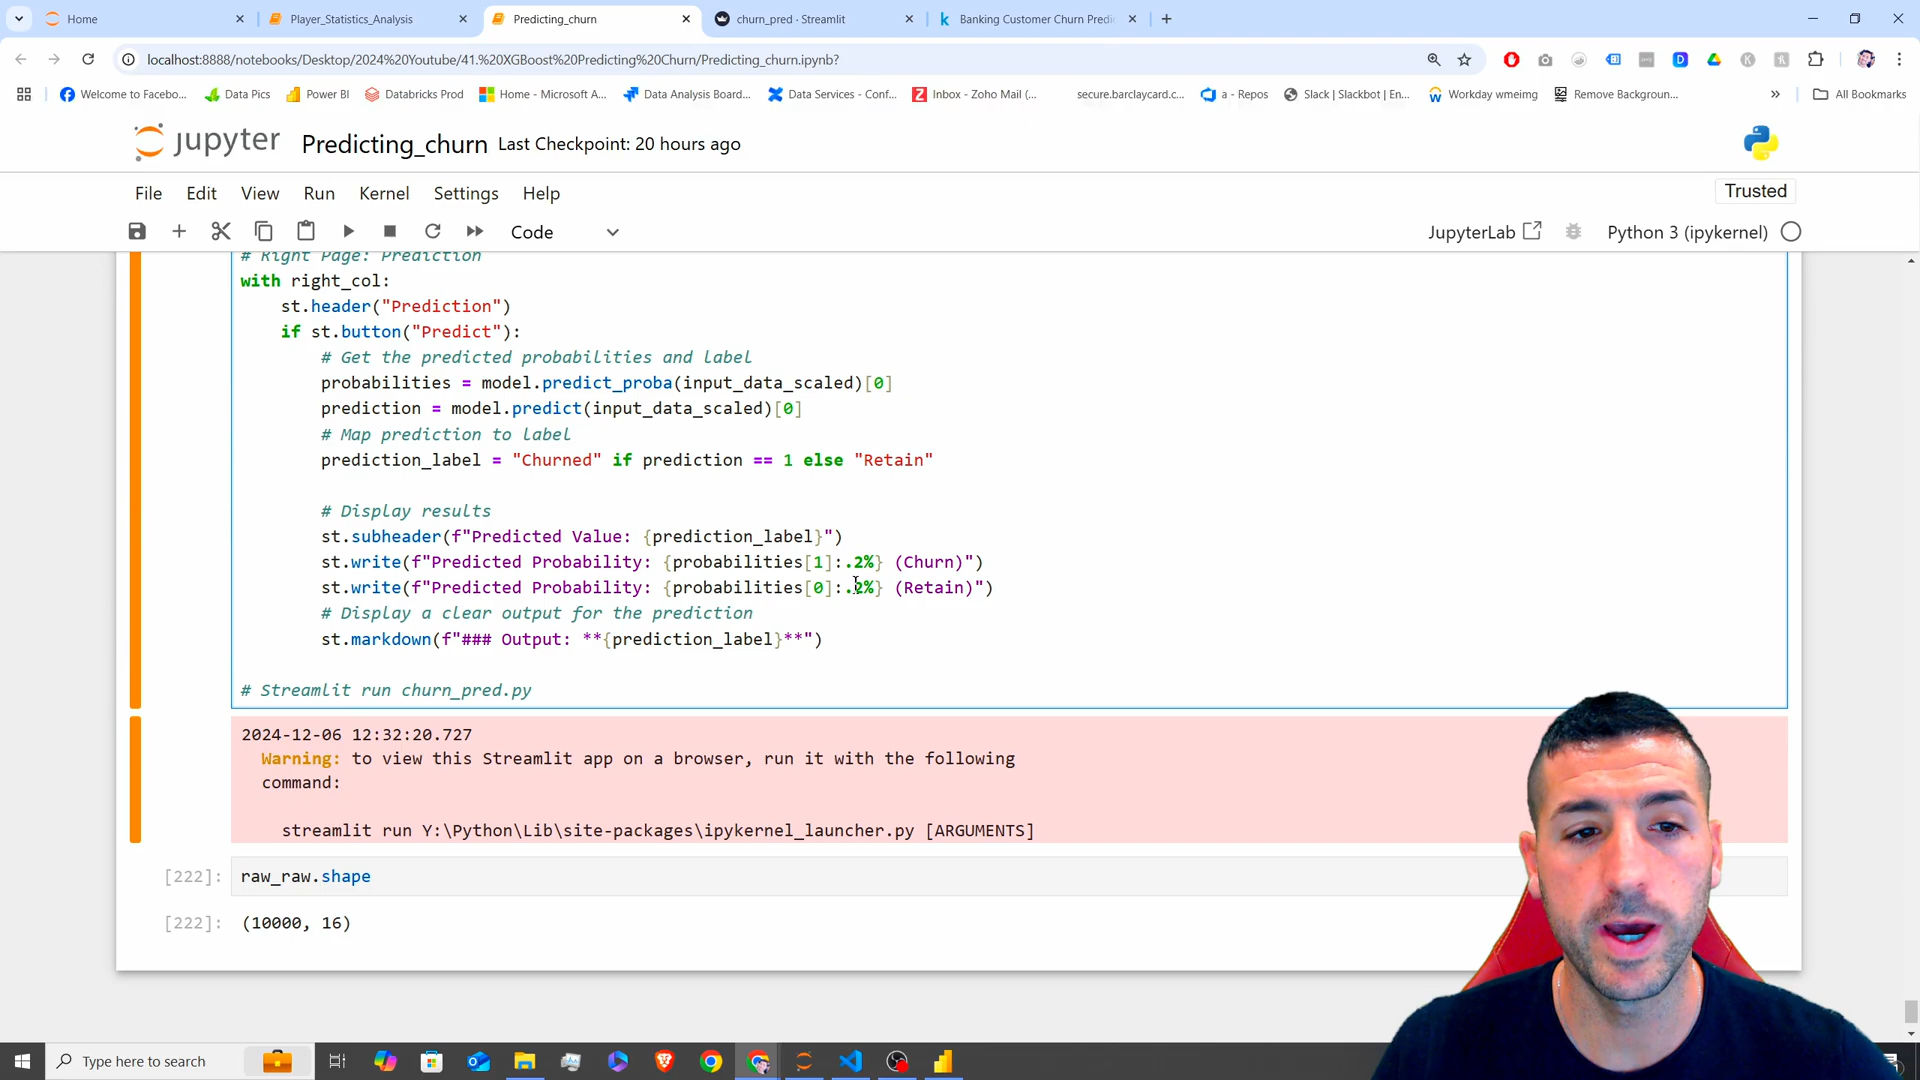 Home
Player_Statistics_Analysis
Predicting_churn
churn_pred · Streamlit
Banking Customer Churn Predic
localhost:8888/notebooks/Desktop/2024%20Youtube/41.%20XGBoost%20Predicting%20Churn/Predicting_churn.ipynb?
Welcome to Facebo...
Data Pics
Power BI
Databricks Prod
Home - Microsoft A...
Data Analysis Board...
Data Services - Conf...
Inbox - Zoho Mail (...
secure.barclaycard.c...
a - Repos
Slack | Slackbot | En...
Workday wmeimg
Remove Backgroun...
All Bookmarks
jupyter Predicting_churn Last Checkpoint: 20 hours ago
File Edit View Run Kernel Settings Help
Trusted
Code
JupyterLab
Python 3 (ipykernel)
# Right Page: Prediction
with right_col:
    st.header("Prediction")
    if st.button("Predict"):
        # Get the predicted probabilities and label
        probabilities = model.predict_proba(input_data_scaled)[0]
        prediction = model.predict(input_data_scaled)[0]
        # Map prediction to label
        prediction_label = "Churned" if prediction == 1 else "Retain"
        # Display results
        st.subheader(f"Predicted Value: {prediction_label}")
        st.write(f"Predicted Probability: {probabilities[1]:.2%} (Churn)")
        st.write(f"Predicted Probability: {probabilities[0]:.2%} (Retain)")
        # Display a clear output for the prediction
        st.markdown(f"### Output: **{prediction_label}**")
# Streamlit run churn_pred.py
2024-12-06 12:32:20.727
Warning: to view this Streamlit app on a browser, run it with the following
command:
streamlit run Y:\Python\Lib\site-packages\ipykernel_launcher.py [ARGUMENTS]
[222]: raw_raw.shape
[222]: (10000, 16)
Type here to search